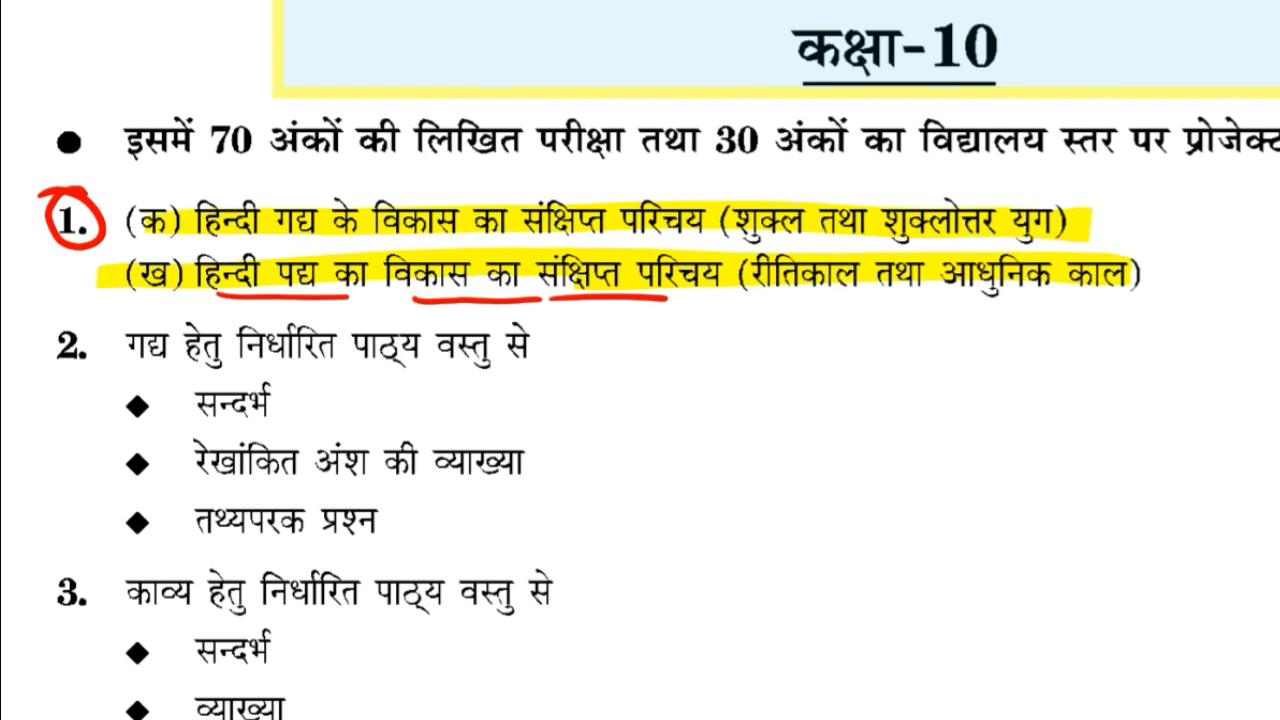 कक्षा-10
● इसमें 70 अंकों की लिखित परीक्षा तथा 30 अंकों का विद्यालय स्तर पर प्रोजेक्ट
1. (क) हिन्दी गद्य के विकास का संक्षिप्त परिचय (शुक्ल तथा शुक्लोत्तर युग)
(ख) हिन्दी पद्य का विकास का संक्षिप्त परिचय (रीतिकाल तथा आधुनिक काल)
2. गद्य हेतु निर्धारित पाठ्य वस्तु से
◆ सन्दर्भ
◆ रेखांकित अंश की व्याख्या
◆ तथ्यपरक प्रश्न
3. काव्य हेतु निर्धारित पाठ्य वस्तु से
◆ सन्दर्भ
◆ व्याख्या